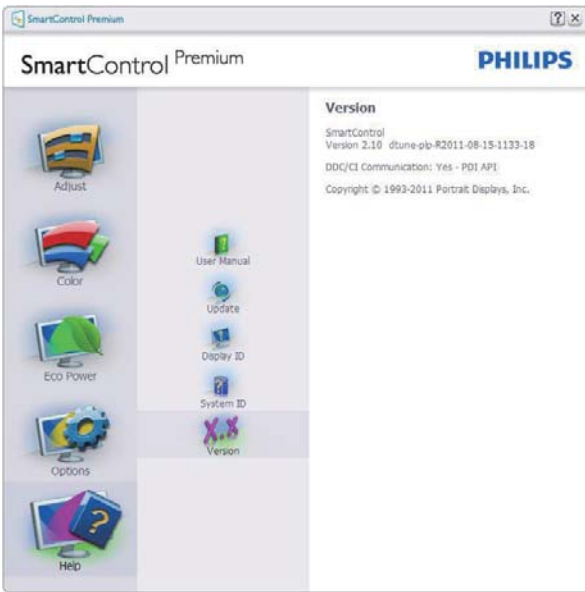 SmartControl Premium
? ×
SmartControl Premium
PHILIPS
Adjust
Color
Eco Power
Options
Help
User Manual
Update
Display ID
System ID
X.X
Version
Version
SmartControl
Version 2.10 dtune-plp-R2011-08-15-1133-18
DDC/CI Communication: Yes - PDI API
Copyright © 1993-2011 Portrait Displays, Inc.